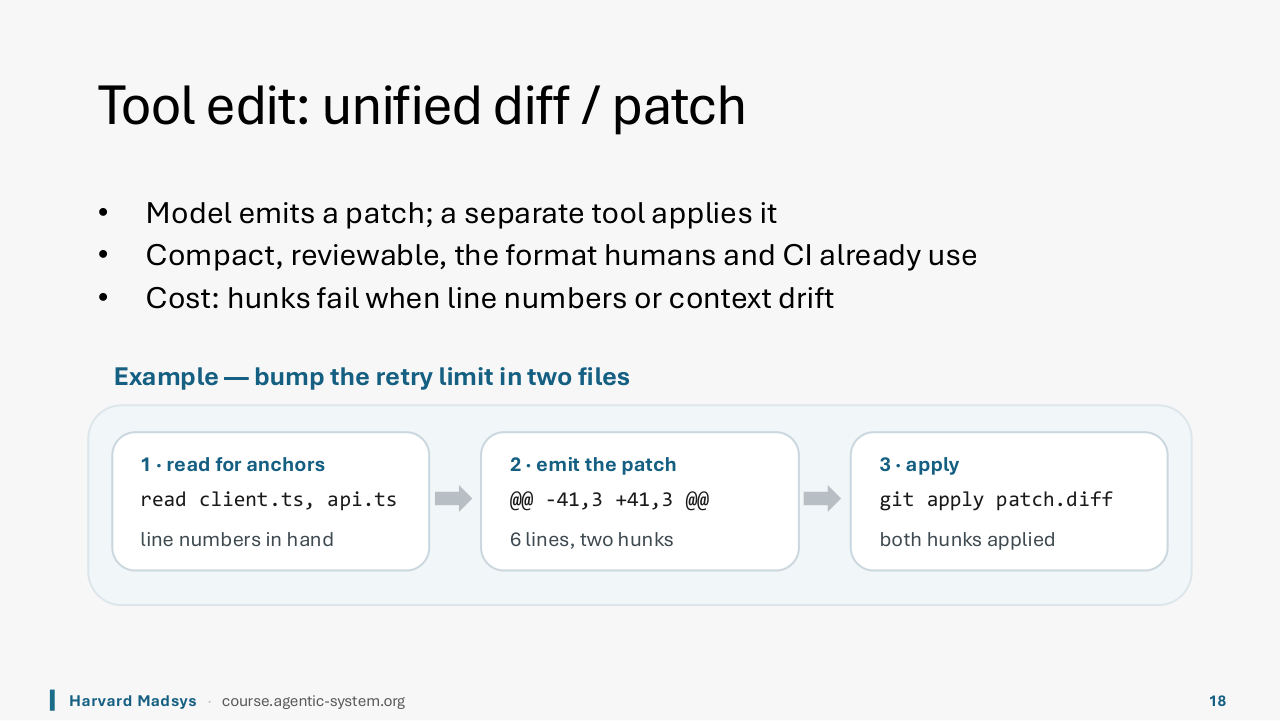 Tool edit: unified diff / patch
• Model emits a patch; a separate tool applies it
• Compact, reviewable, the format humans and CI already use
• Cost: hunks fail when line numbers or context drift
Example — bump the retry limit in two files
1 · read for anchors
read client.ts, api.ts
line numbers in hand
2 · emit the patch
@@ -41,3 +41,3 @@
6 lines, two hunks
3 · apply
git apply patch.diff
both hunks applied
Harvard Madsys · course.agentic-system.org
18